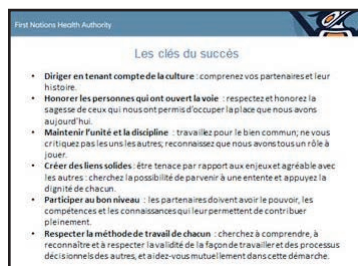 First Nations Health Authority
Les clés du succès
• Diriger en tenant compte de la culture : comprenez vos partenaires et leur
histoire.
• Honorer les personnes qui ont ouvert la voie : respectez et honorez la
sagesse de ceux qui nous ont permis d'occuper la place que nous avons
aujourd'hui.
• Maintenir l'unité et la discipline : travaillez pour le bien commun; ne vous
critiquez pas les uns les autres; reconnaissez que nous avons tous un rôle à
jouer.
• Créer des liens solides : être tenace par rapport aux enjeux et agréable avec
les autres : cherchez la possibilité de parvenir à une entente et appuyez la
dignité de chacun.
• Participer au bon niveau : les partenaires doivent avoir le pouvoir, les
compétences et les connaissances qui leur permettent de contribuer
pleinement.
• Respecter la méthode de travail de chacun : cherchez à comprendre, à
reconnaître et à respecter la validité de la façon de travailler et des processus
décisionnels des autres, et aidez-vous mutuellement dans cette démarche.